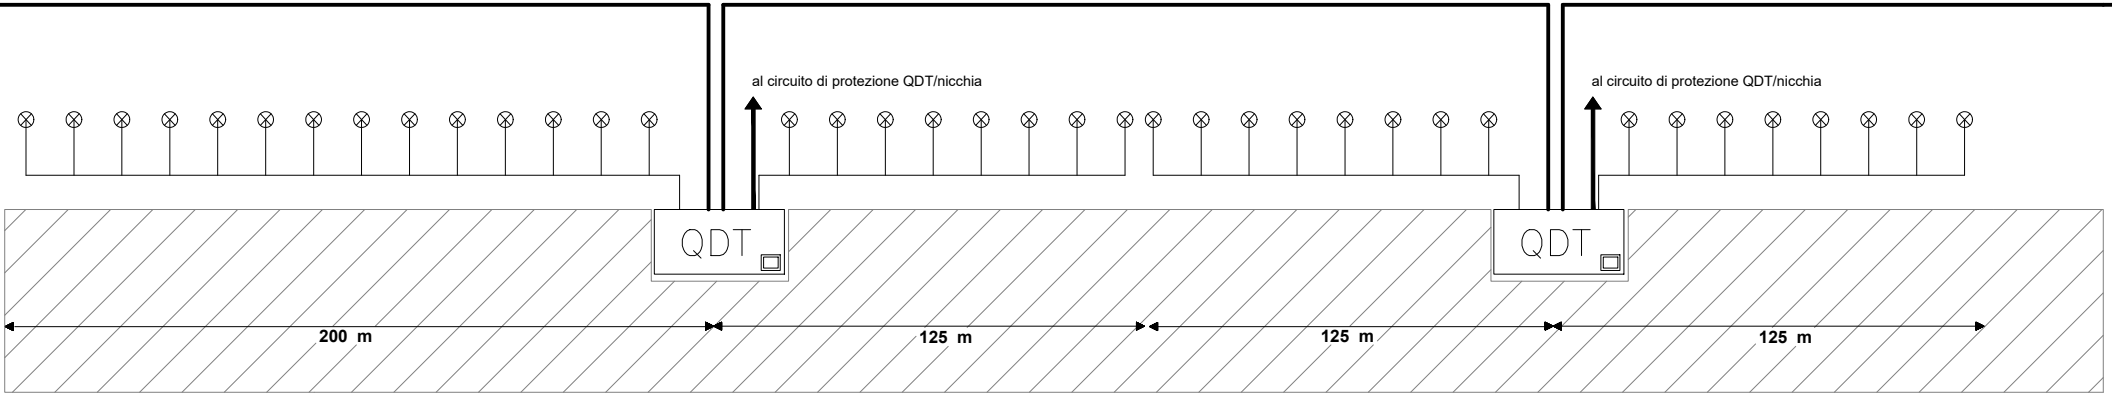 al circuito di protezione QDT/nicchia
al circuito di protezione QDT/nicchia
QDT
QDT
200 m
125 m
125 m
125 m